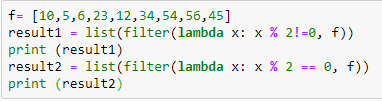 f= [10,5,6,23,12,34,54,56,45]
result1 = list(filter(lambda x: x % 2!=0, f))
print (result1)
result2 = list(filter(lambda x: x % 2 == 0, f))
print (result2)